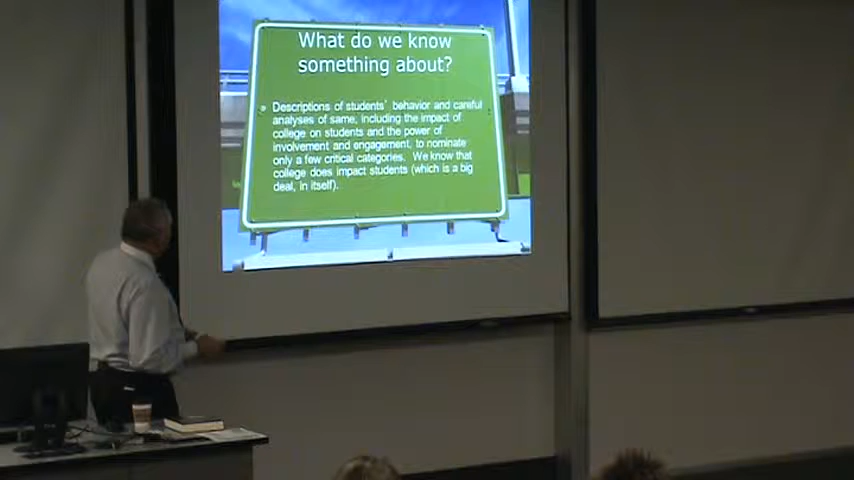 What do we know
something about?
Descriptions of students' behavior and careful
analyses of same, including the impact of
college on students and the power of
involvement and engagement, to nominate
only a few critical categories. We know that
college does impact students (which is a big
deal, in itself).